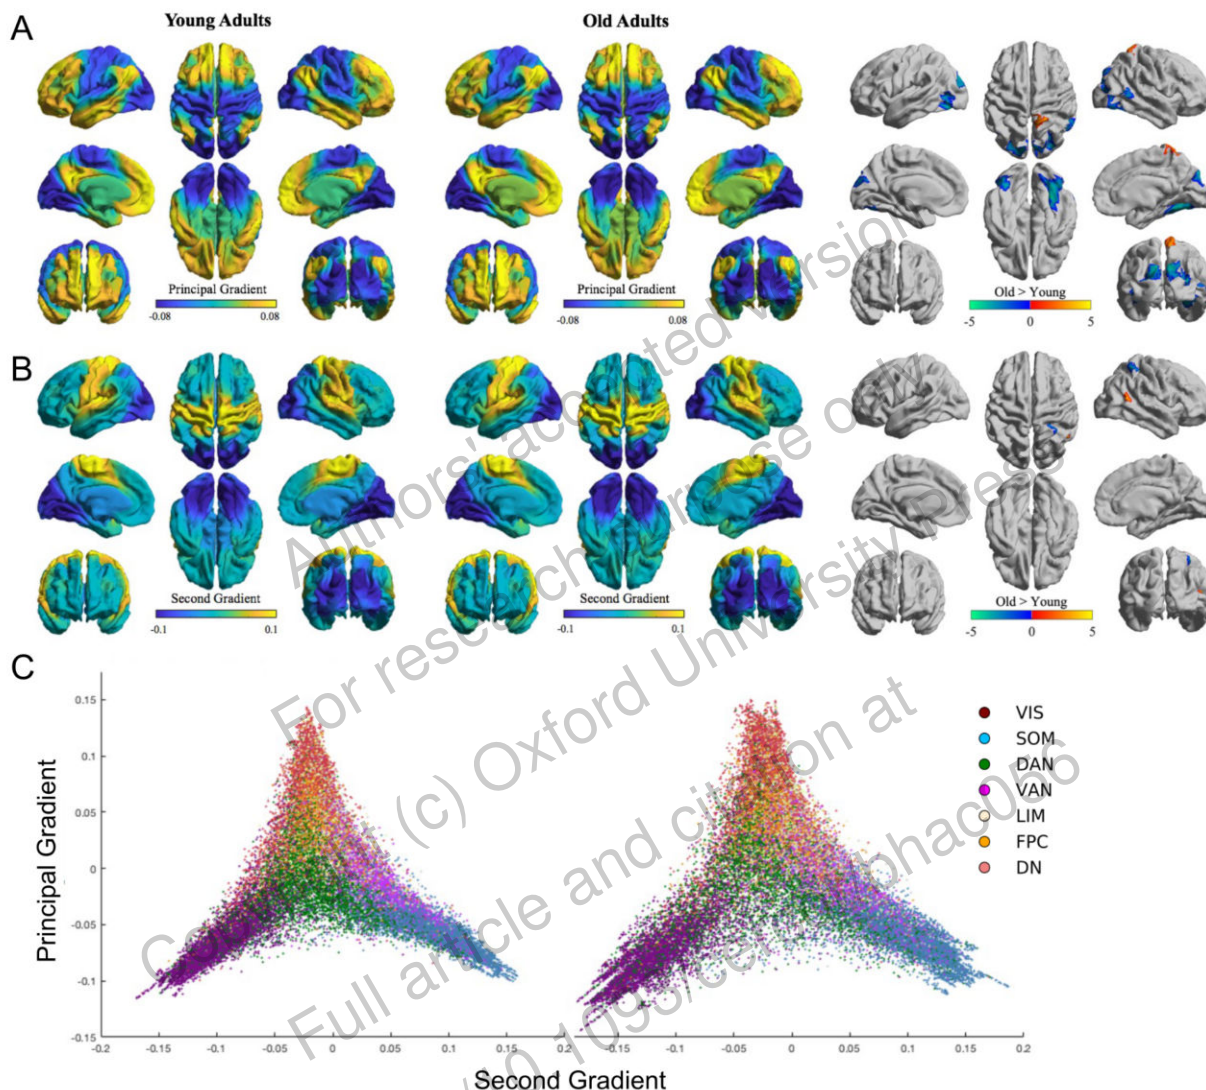 A
Young Adults
Old Adults
Principal Gradient
-0.08
0.08
Principal Gradient
-0.08
0.08
Old > Young
-5
0
5
B
Second Gradient
-0.1
0.1
Second Gradient
-0.1
0.1
Old > Young
-5
0
5
C
Principal Gradient
0.15
0.1
0.05
0
-0.05
-0.1
-0.15
-0.2
-0.15
-0.1
-0.05
0
0.05
0.1
0.15
-0.2
-0.15
-0.1
-0.05
0
0.05
0.1
0.15
0.2
Second Gradient
VIS
SOM
DAN
VAN
LIM
FPC
DN
Authors' accepted version
For research
(c) Oxford University Press
Full article and citation at